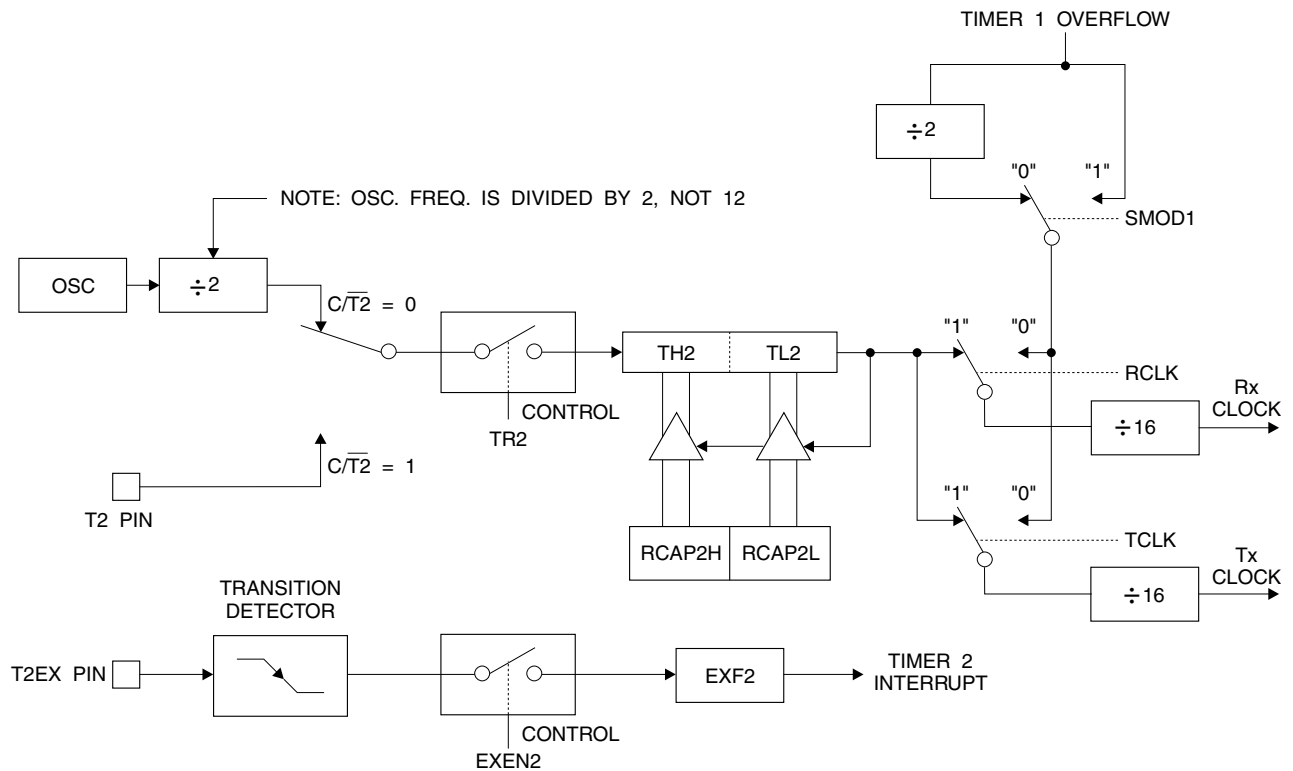 TIMER 1 OVERFLOW
÷2
"0" "1"
NOTE: OSC. FREQ. IS DIVIDED BY 2, NOT 12
SMOD1
OSC
÷2
C/T̅2̅ = 0
"1" "0"
TH2 TL2
RCLK
Rx
CLOCK
CONTROL
÷16
TR2
C/T̅2̅ = 1
"1" "0"
T2 PIN
RCAP2H RCAP2L
TCLK
Tx
CLOCK
TRANSITION
DETECTOR
÷16
T2EX PIN
EXF2
TIMER 2
INTERRUPT
CONTROL
EXEN2